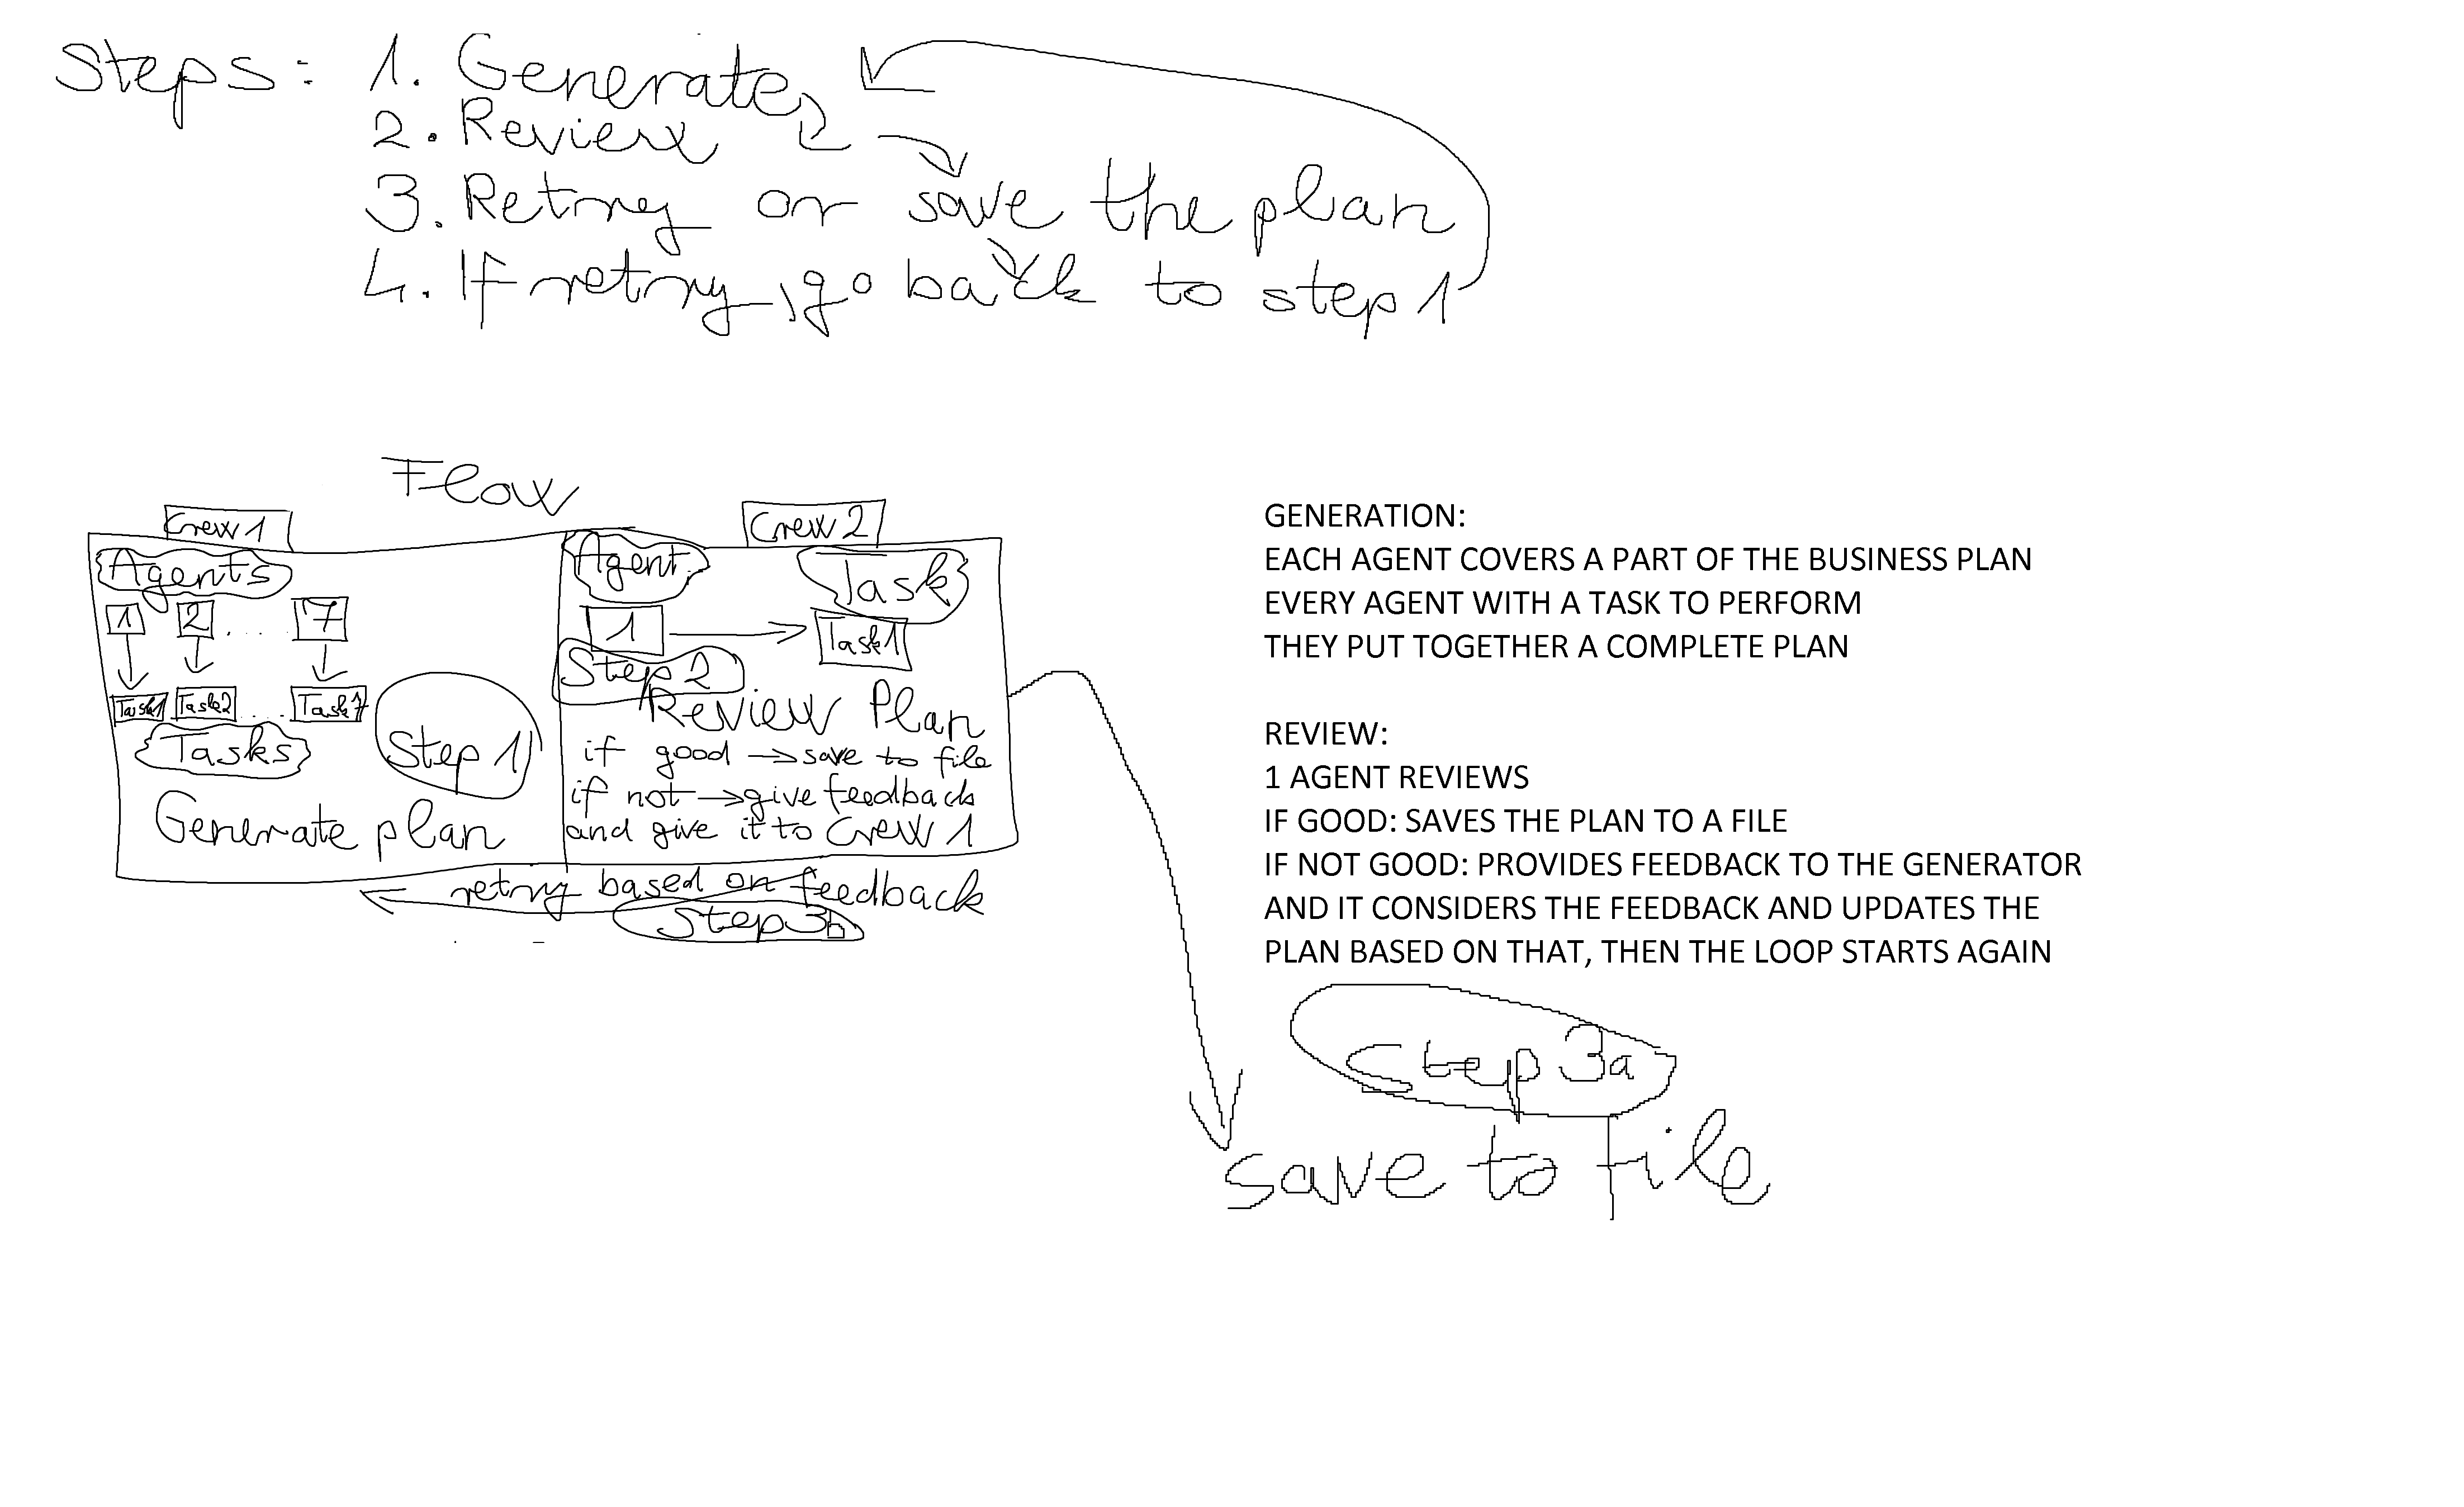 Steps: 1. Generate
2. Review
3. Retry or save the plan
4. If retry, go back to step 1
Flow
Crew 1
Agents
1 2 .... 7
Task1 Task2 .... Task7
Tasks
Step 1
Generate plan
Crew 2
Agent
Task
1
Task1
Step 2
Review Plan
if good → save to file
if not → give feedback
and give it to Crew 1
retry based on feedback
Step 3b
GENERATION:
EACH AGENT COVERS A PART OF THE BUSINESS PLAN
EVERY AGENT WITH A TASK TO PERFORM
THEY PUT TOGETHER A COMPLETE PLAN
REVIEW:
1 AGENT REVIEWS
IF GOOD: SAVES THE PLAN TO A FILE
IF NOT GOOD: PROVIDES FEEDBACK TO THE GENERATOR
AND IT CONSIDERS THE FEEDBACK AND UPDATES THE
PLAN BASED ON THAT, THEN THE LOOP STARTS AGAIN
Step 3a
save to file